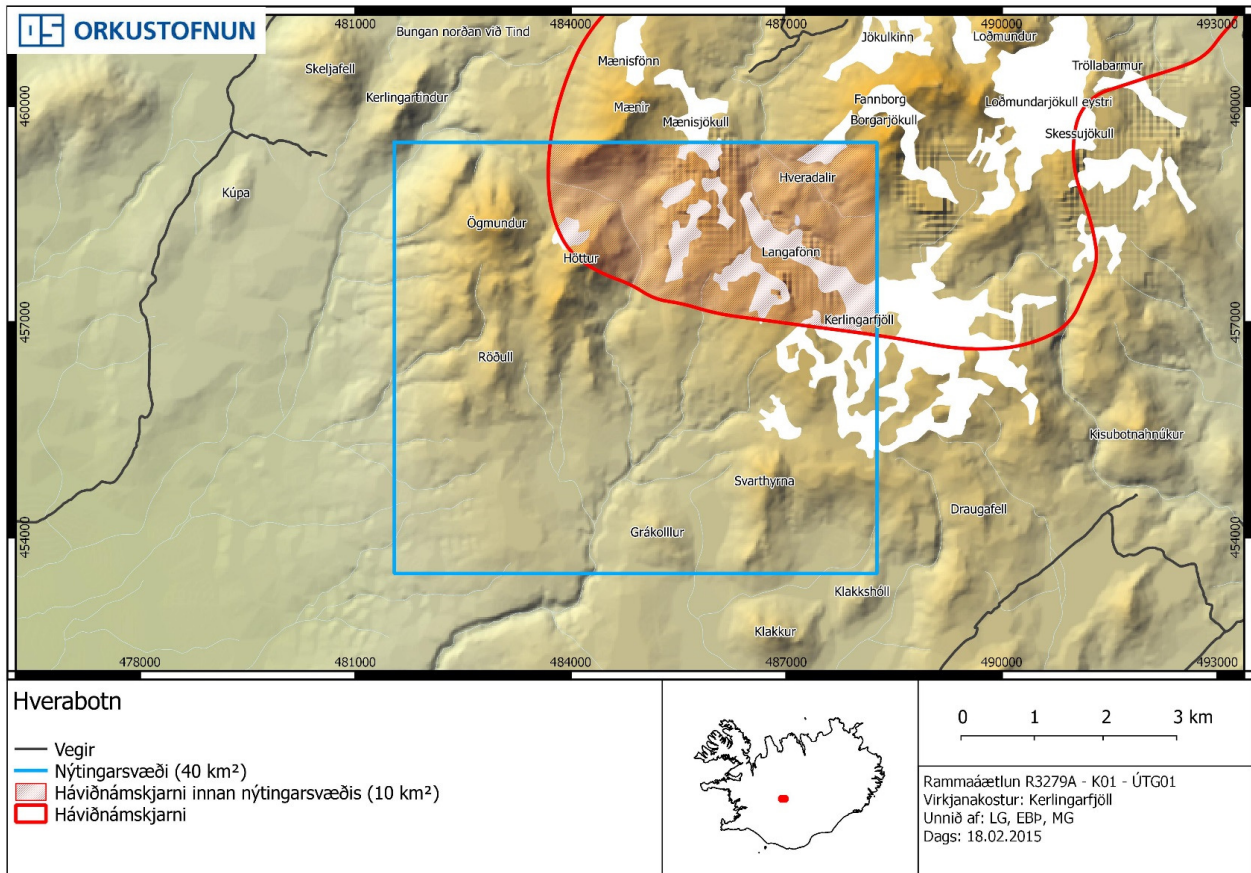 OS ORKUSTOFNUN
481000 484000 487000 490000 493000
Bungan norðan við Tind
Jökulkinn
Loðmundur
Skeljafell
Mænisfönn
Tröllabarmur
Kerlingartindur
Fannborg
Loðmundarjökull eystri
460000
Mænir
460000
Mænisjökull
Borgarjökull
Skessujökull
Kúpa
Hveradalir
Ögmundur
Höttur
Langafönn
457000
Kerlingarfjöll
457000
Röðull
Kisubotnahnúkur
Svarthyrna
Draugafell
454000
Grákolllur
454000
Klakkshóll
Klakkur
478000 481000 484000 487000 490000 493000
Hverabotn
Vegir
Nýtingarsvæði (40 km²)
Háviðnámskjarni innan nýtingarsvæðis (10 km²)
Háviðnámskjarni
0 1 2 3 km
Rammaáætlun R3279A - K01 - ÚTG01
Virkjanakostur: Kerlingarfjöll
Unnið af: LG, EBÞ, MG
Dags: 18.02.2015